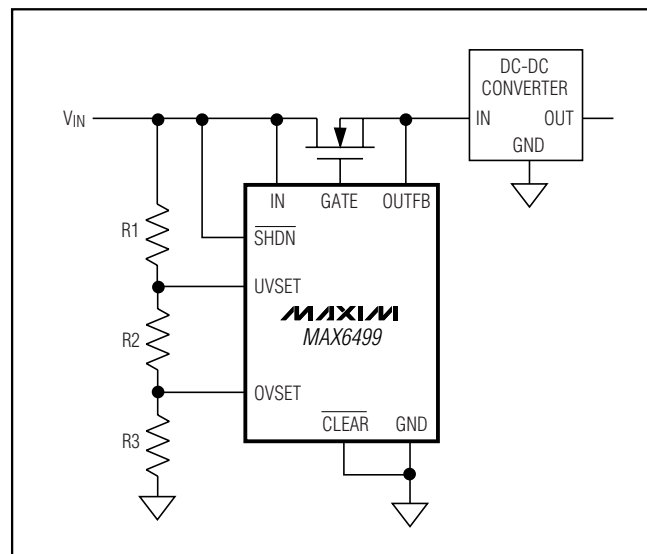 DC-DC
CONVERTER
VIN
IN
OUT
GND
IN
GATE
OUTFB
SHDN
R1
UVSET
MAXIM
MAX6499
R2
OVSET
CLEAR
GND
R3